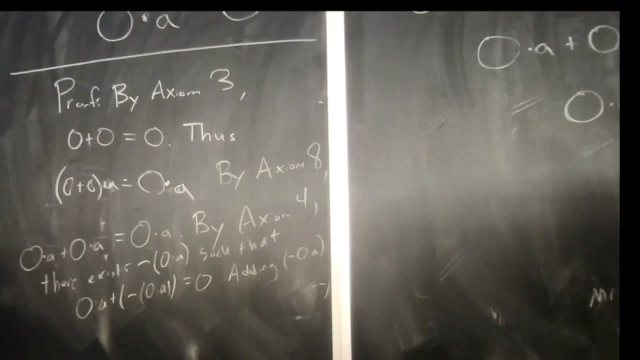 0·a
Proof: By Axiom 3,
0+0 = 0. Thus
(0+0)a = 0·a By Axiom 8,
0·a + 0·a = 0·a. By Axiom 4,
there exists -(0·a) such that
0·a + (-(0·a)) = 0 Adding (-0·a)
0·a + 0
0·